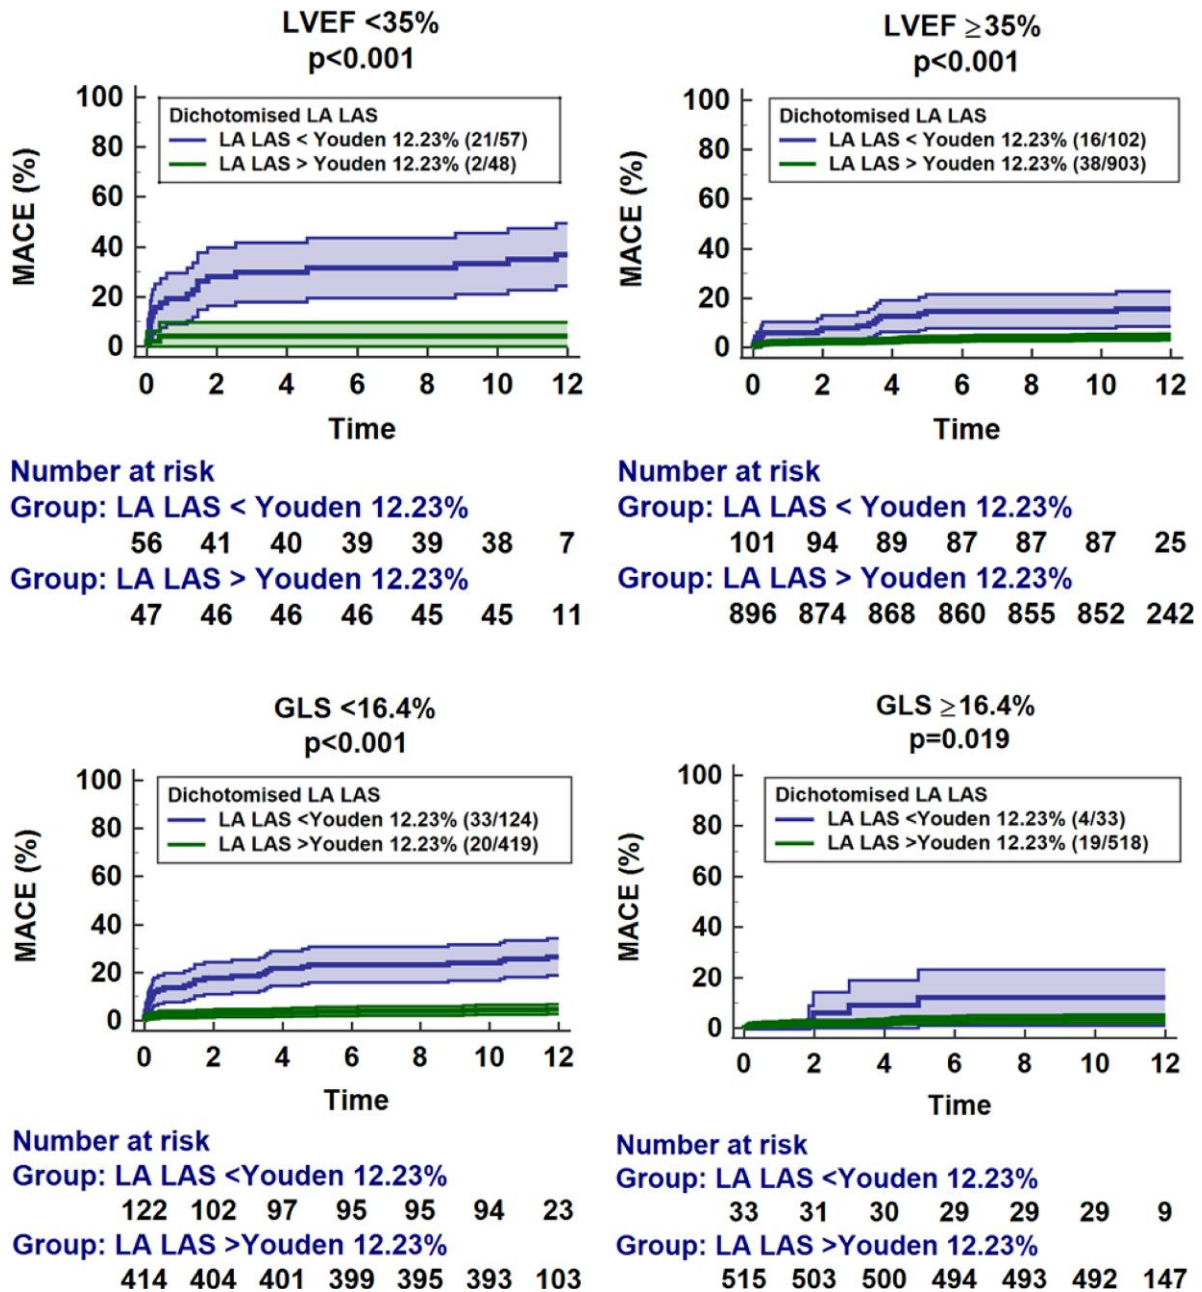 LVEF <35%
p<0.001
MACE (%)
100
80
60
40
20
0
Dichotomised LA LAS
LA LAS < Youden 12.23% (21/57)
LA LAS > Youden 12.23% (2/48)
0 2 4 6 8 10 12
Time
Number at risk
Group: LA LAS < Youden 12.23%
56 41 40 39 39 38 7
Group: LA LAS > Youden 12.23%
47 46 46 46 45 45 11
LVEF ≥35%
p<0.001
MACE (%)
100
80
60
40
20
0
Dichotomised LA LAS
LA LAS < Youden 12.23% (16/102)
LA LAS > Youden 12.23% (38/903)
0 2 4 6 8 10 12
Time
Number at risk
Group: LA LAS < Youden 12.23%
101 94 89 87 87 87 25
Group: LA LAS > Youden 12.23%
896 874 868 860 855 852 242
GLS <16.4%
p<0.001
MACE (%)
100
80
60
40
20
0
Dichotomised LA LAS
LA LAS <Youden 12.23% (33/124)
LA LAS >Youden 12.23% (20/419)
0 2 4 6 8 10 12
Time
Number at risk
Group: LA LAS <Youden 12.23%
122 102 97 95 95 94 23
Group: LA LAS >Youden 12.23%
414 404 401 399 395 393 103
GLS ≥16.4%
p=0.019
MACE (%)
100
80
60
40
20
0
Dichotomised LA LAS
LA LAS <Youden 12.23% (4/33)
LA LAS >Youden 12.23% (19/518)
0 2 4 6 8 10 12
Time
Number at risk
Group: LA LAS <Youden 12.23%
33 31 30 29 29 29 9
Group: LA LAS >Youden 12.23%
515 503 500 494 493 492 147